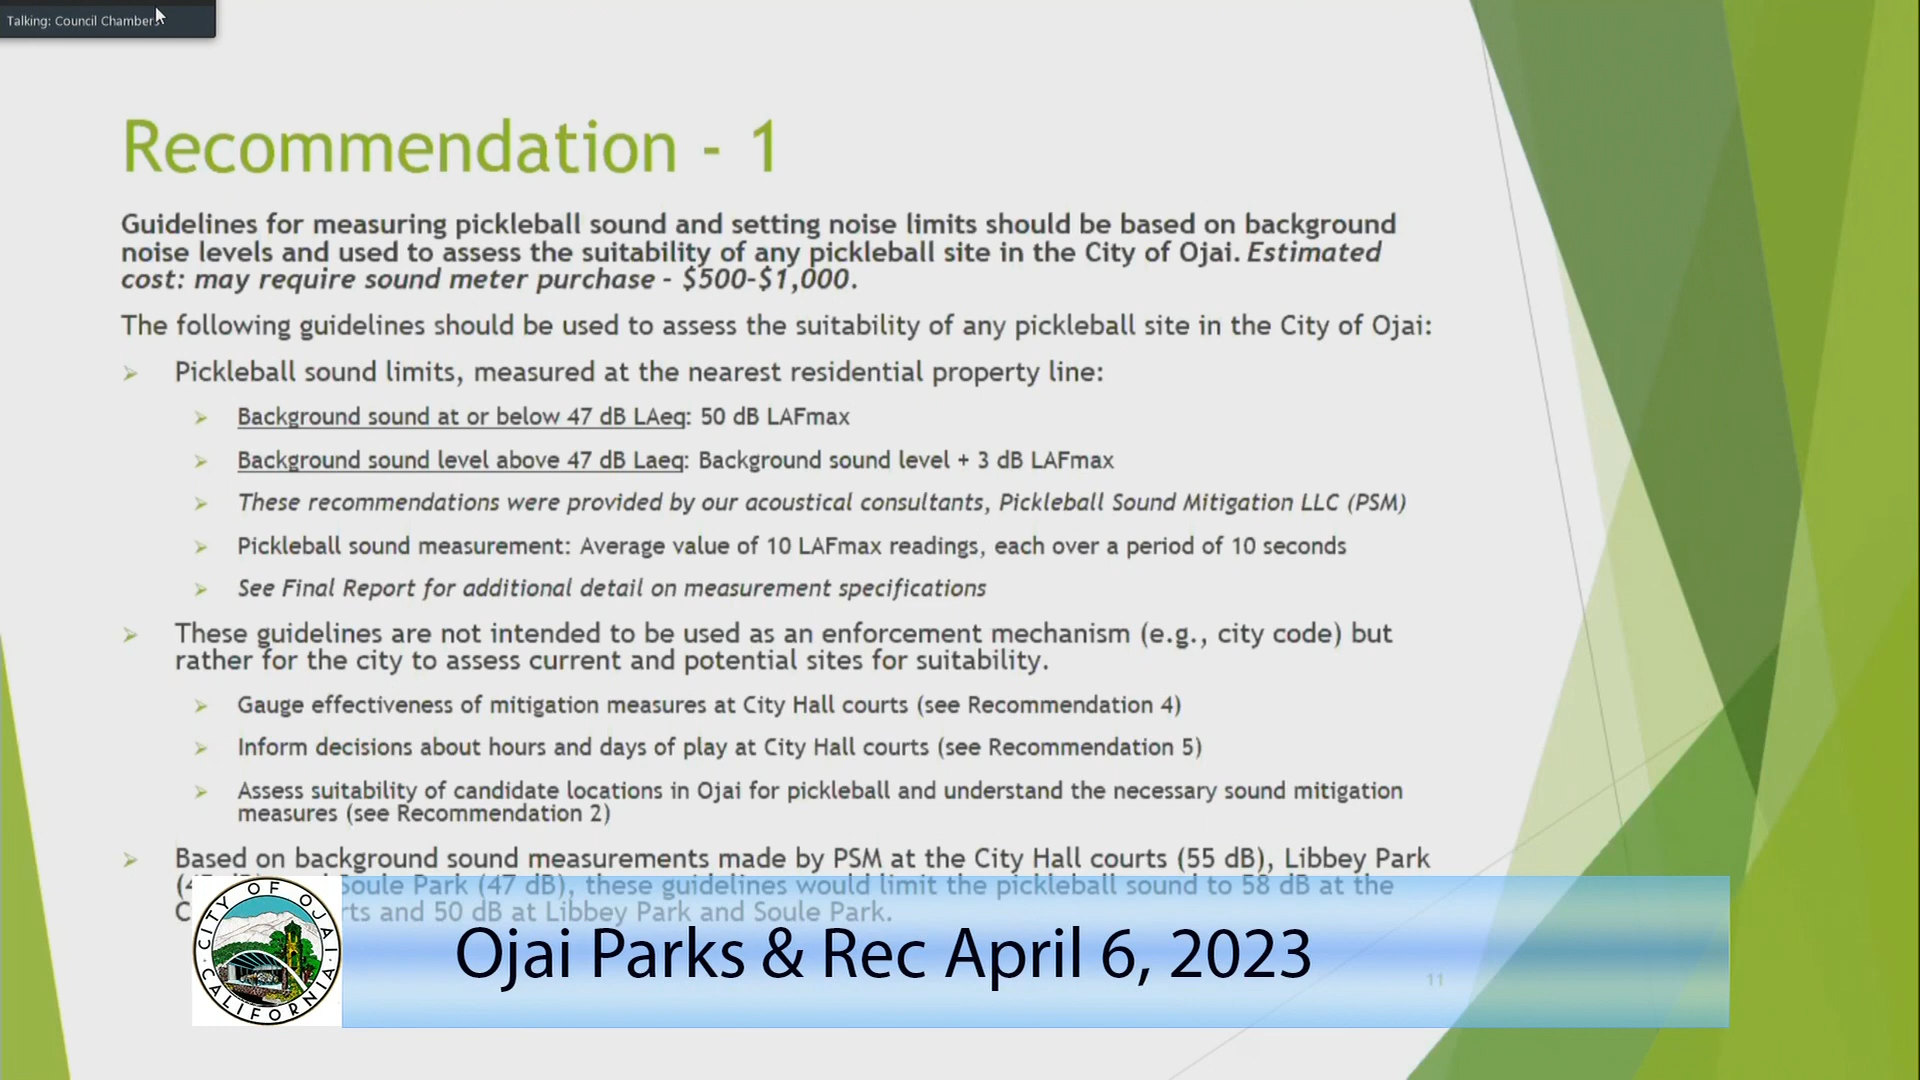 Talking: Council Chambers
Recommendation - 1
Guidelines for measuring pickleball sound and setting noise limits should be based on background
noise levels and used to assess the suitability of any pickleball site in the City of Ojai. Estimated
cost: may require sound meter purchase - $500-$1,000.
The following guidelines should be used to assess the suitability of any pickleball site in the City of Ojai:
Pickleball sound limits, measured at the nearest residential property line:
Background sound at or below 47 dB LAeq: 50 dB LAFmax
Background sound level above 47 dB Laeq: Background sound level + 3 dB LAFmax
These recommendations were provided by our acoustical consultants, Pickleball Sound Mitigation LLC (PSM)
Pickleball sound measurement: Average value of 10 LAFmax readings, each over a period of 10 seconds
See Final Report for additional detail on measurement specifications
These guidelines are not intended to be used as an enforcement mechanism (e.g., city code) but
rather for the city to assess current and potential sites for suitability.
Gauge effectiveness of mitigation measures at City Hall courts (see Recommendation 4)
Inform decisions about hours and days of play at City Hall courts (see Recommendation 5)
Assess suitability of candidate locations in Ojai for pickleball and understand the necessary sound mitigation
measures (see Recommendation 2)
Based on background sound measurements made by PSM at the City Hall courts (55 dB), Libbey Park
Soule Park (47 dB), these guidelines would limit the pickleball sound to 58 dB at the
and 50 dB at Libbey Park and Soule Park.
CITY OF OJAI
CALIFORNIA
Ojai Parks & Rec April 6, 2023
11